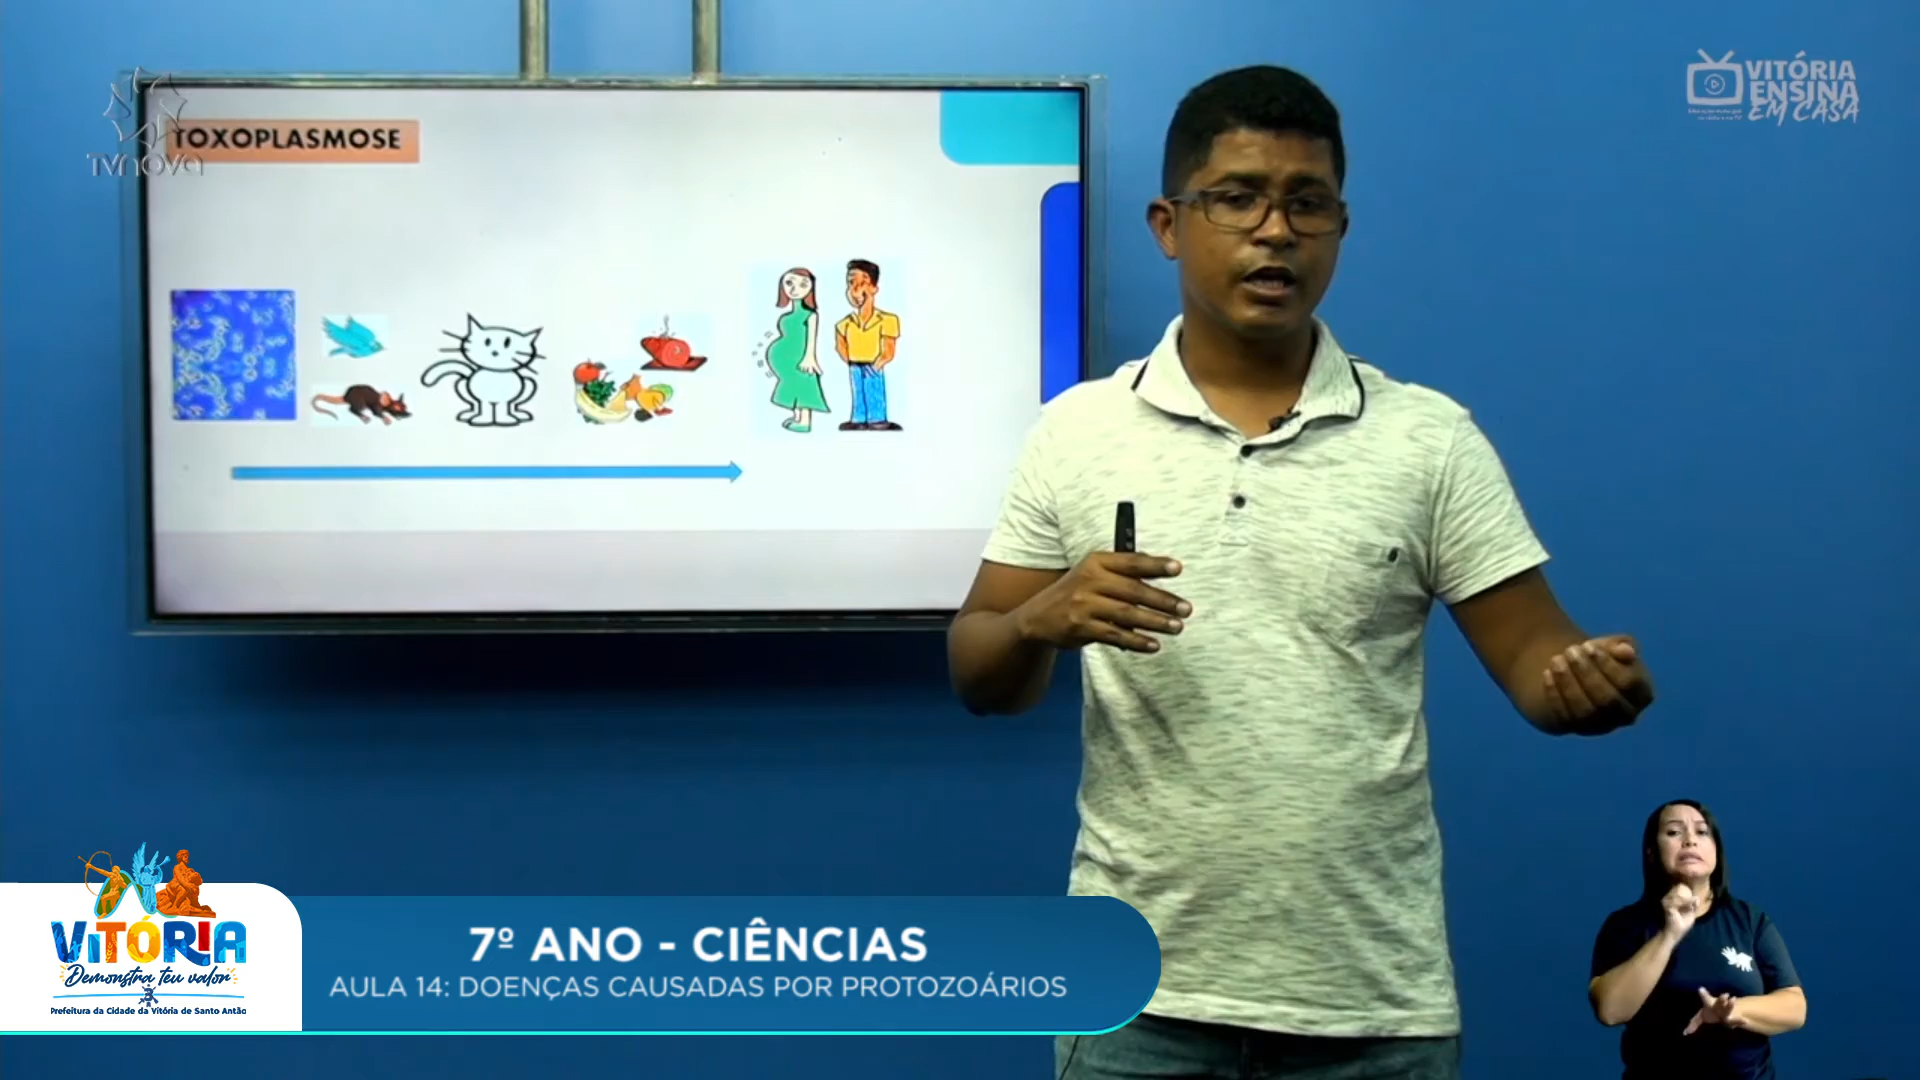 TOXOPLASMOSE
TVNOVA
VITÓRIA
ENSINA
EM CASA
VITÓRIA
Demonstra teu valor
Prefeitura da Cidade da Vitória de Santo Antão
7º ANO - CIÊNCIAS
AULA 14: DOENÇAS CAUSADAS POR PROTOZOÁRIOS